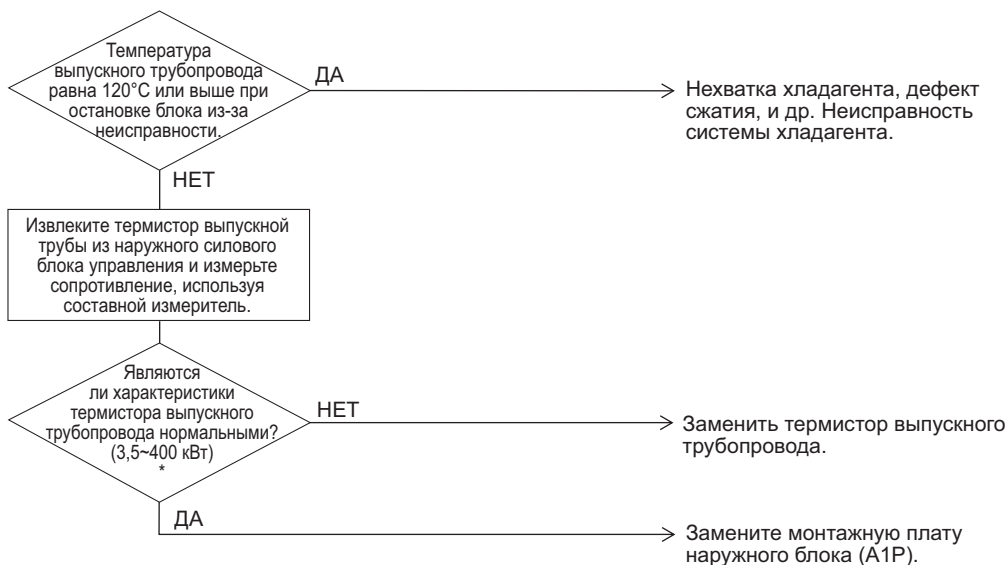 Температура
выпускного трубопровода
равна 120°C или выше при
остановке блока из-за
неисправности.
ДА
Нехватка хладагента, дефект
сжатия, и др. Неисправность
системы хладагента.
НЕТ
Извлеките термистор выпускной
трубы из наружного силового
блока управления и измерьте
сопротивление, используя
составной измеритель.
Являются
ли характеристики
термистора выпускного
трубопровода нормальными?
(3,5~400 кВт)
*
НЕТ
Заменить термистор выпускного
трубопровода.
ДА
Замените монтажную плату
наружного блока (A1P).